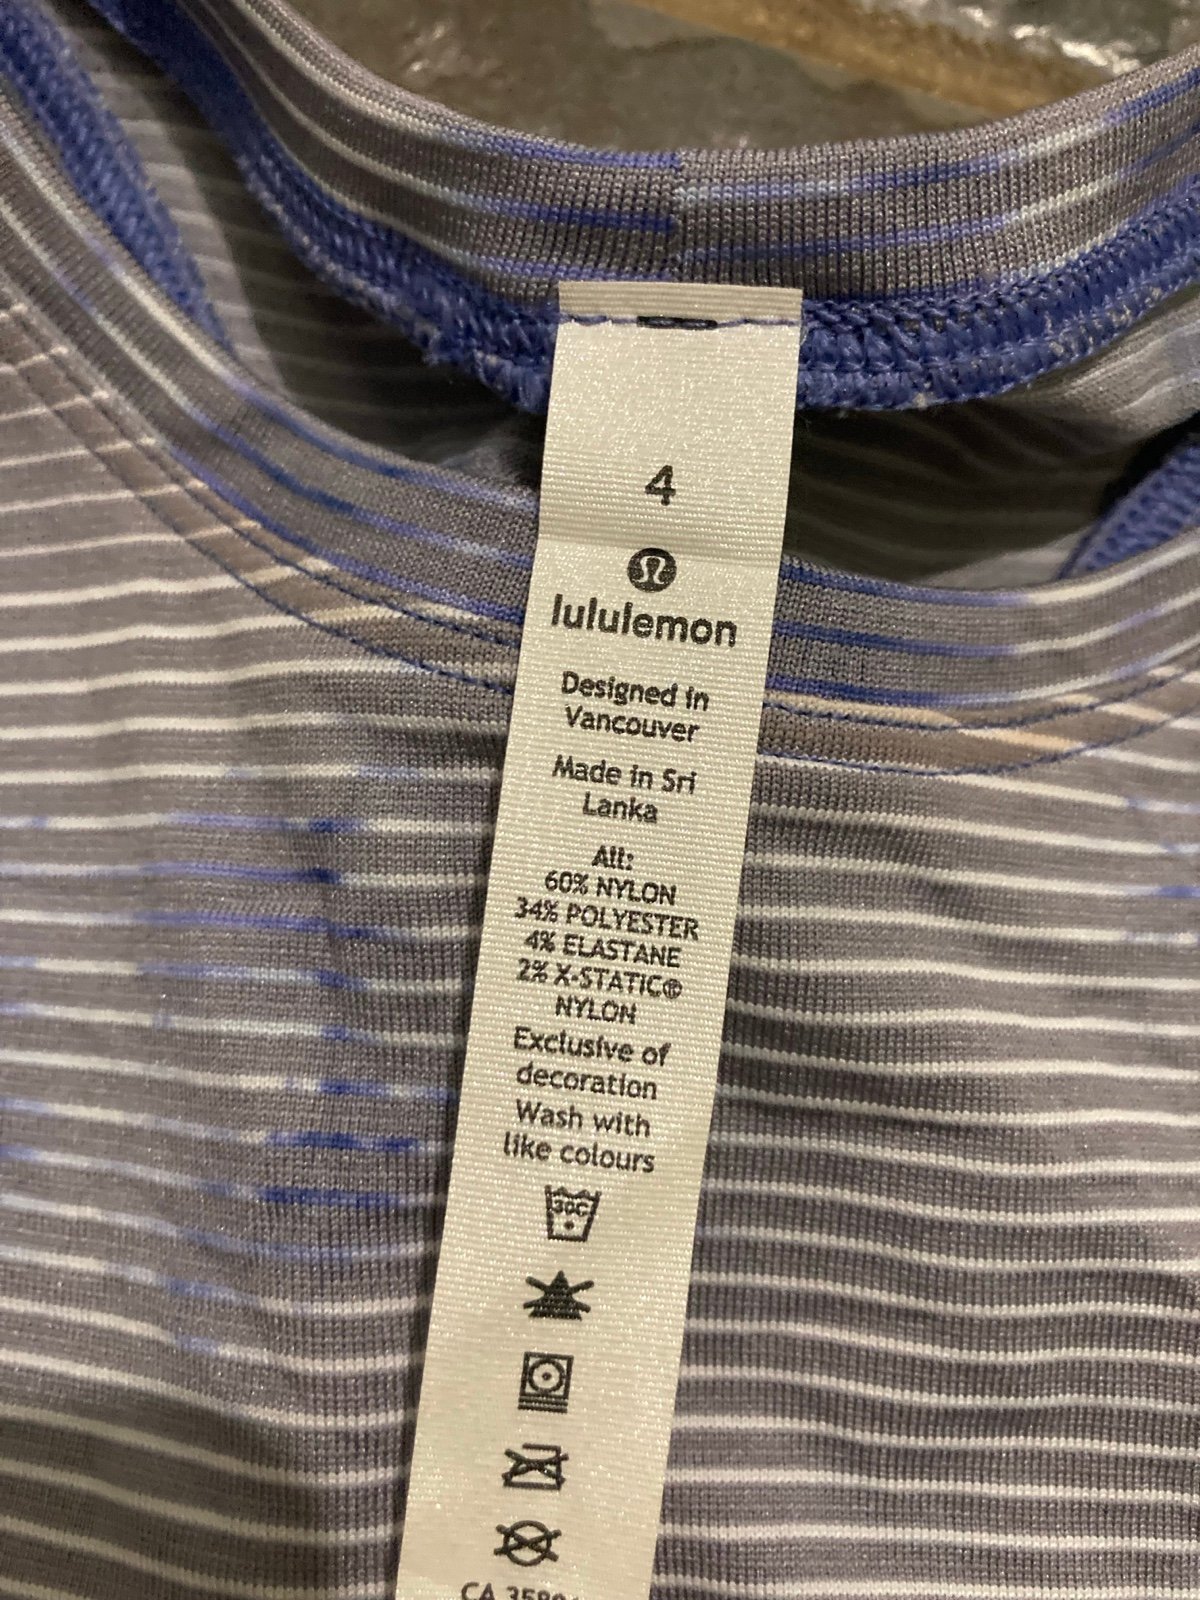 4
lululemon
Designed in
Vancouver
Made in Sri
Lanka
All:
60% NYLON
34% POLYESTER
4% ELASTANE
2% X-STATIC®
NYLON
Exclusive of
decoration
Wash with
like colours
30C
CA